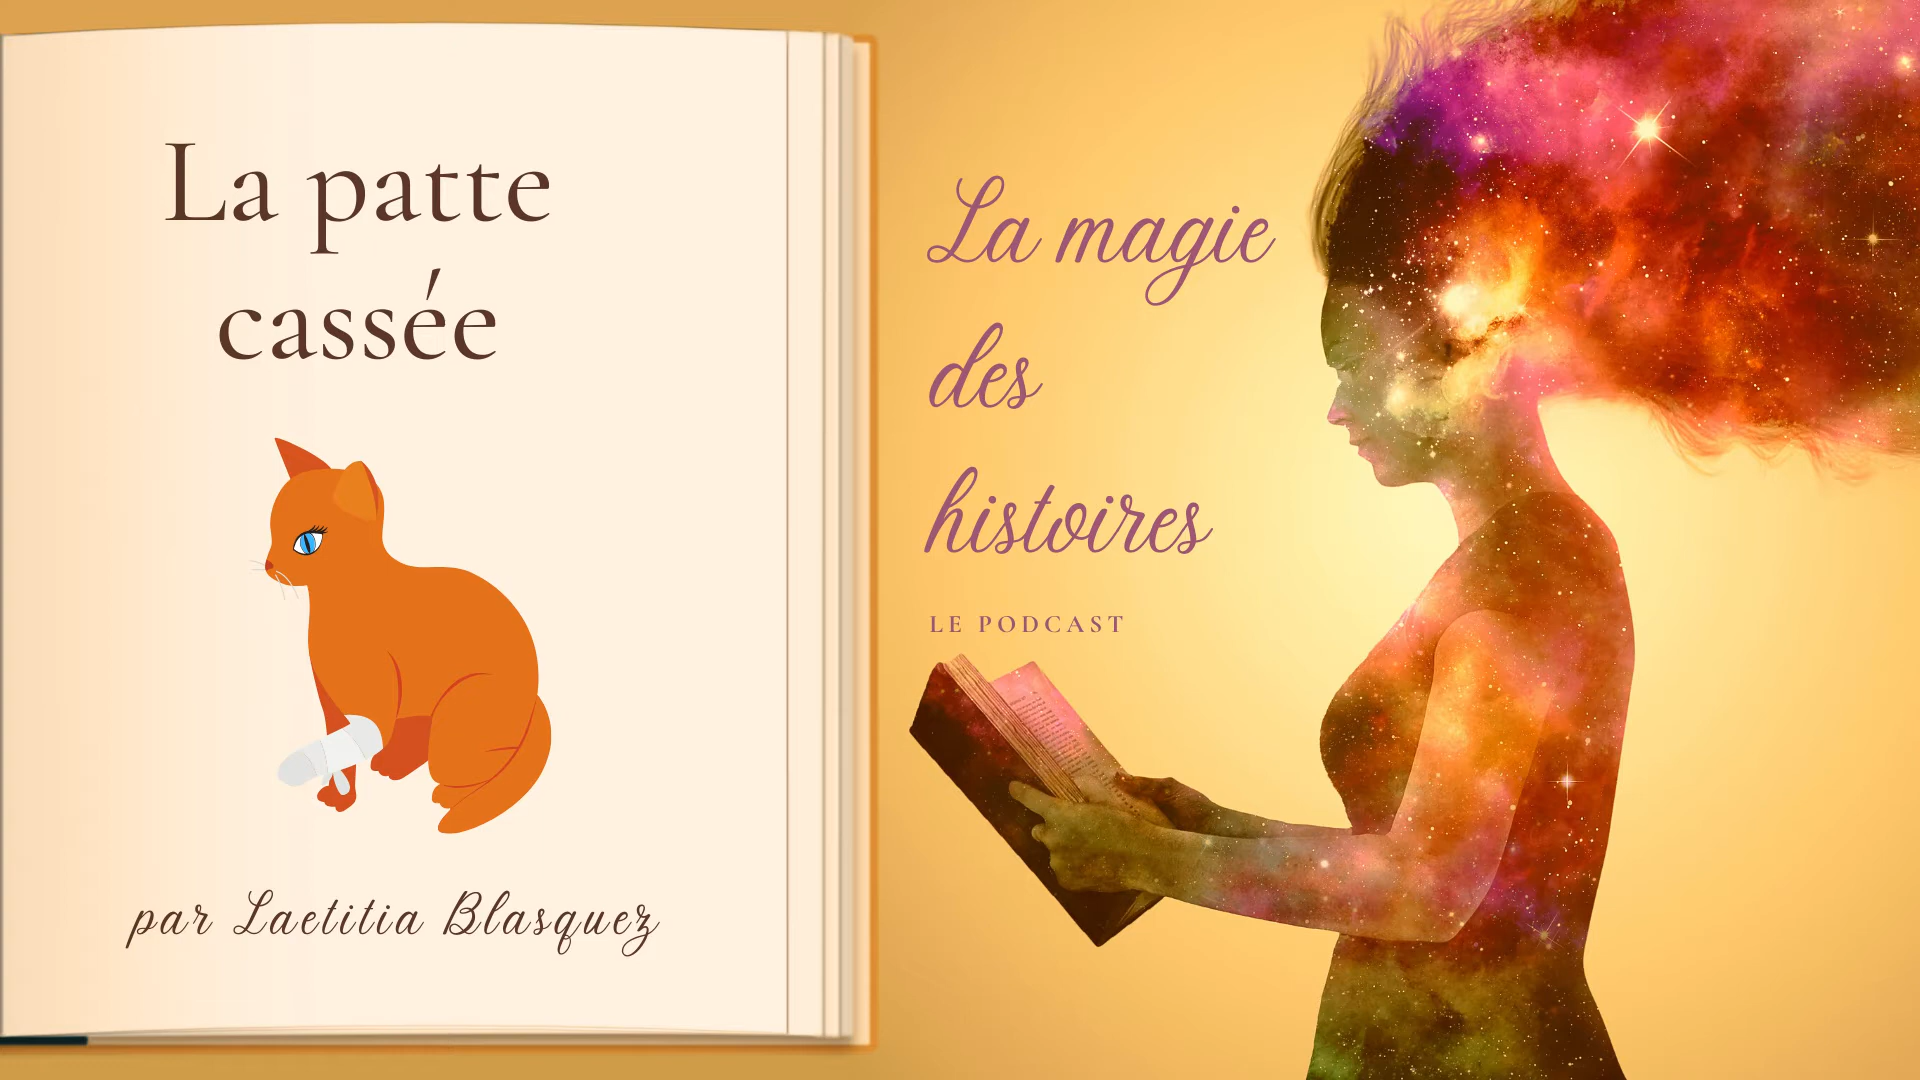 La patte
cassée
par Laetitia Blasquez
La magie
des
histoires
LE PODCAST